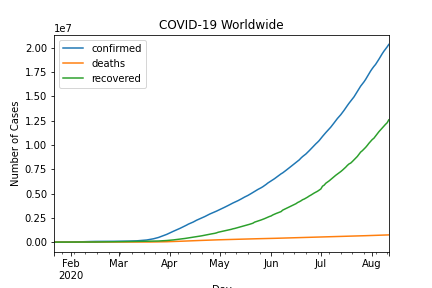 COVID-19 Worldwide
1e7
confirmed
deaths
recovered
2.00
1.75
1.50
1.25
1.00
0.75
0.50
0.25
0.00
Number of Cases
Feb Mar Apr May Jun Jul Aug
2020